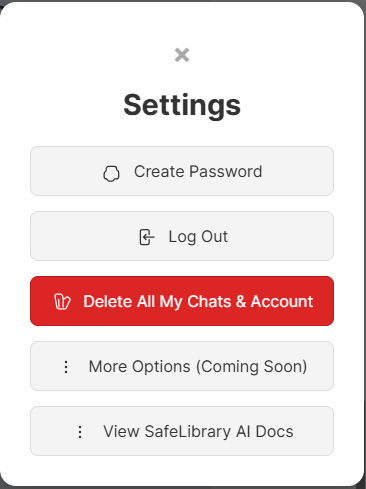 Settings
Create Password
Log Out
Delete All My Chats & Account
More Options (Coming Soon)
View SafeLibrary AI Docs